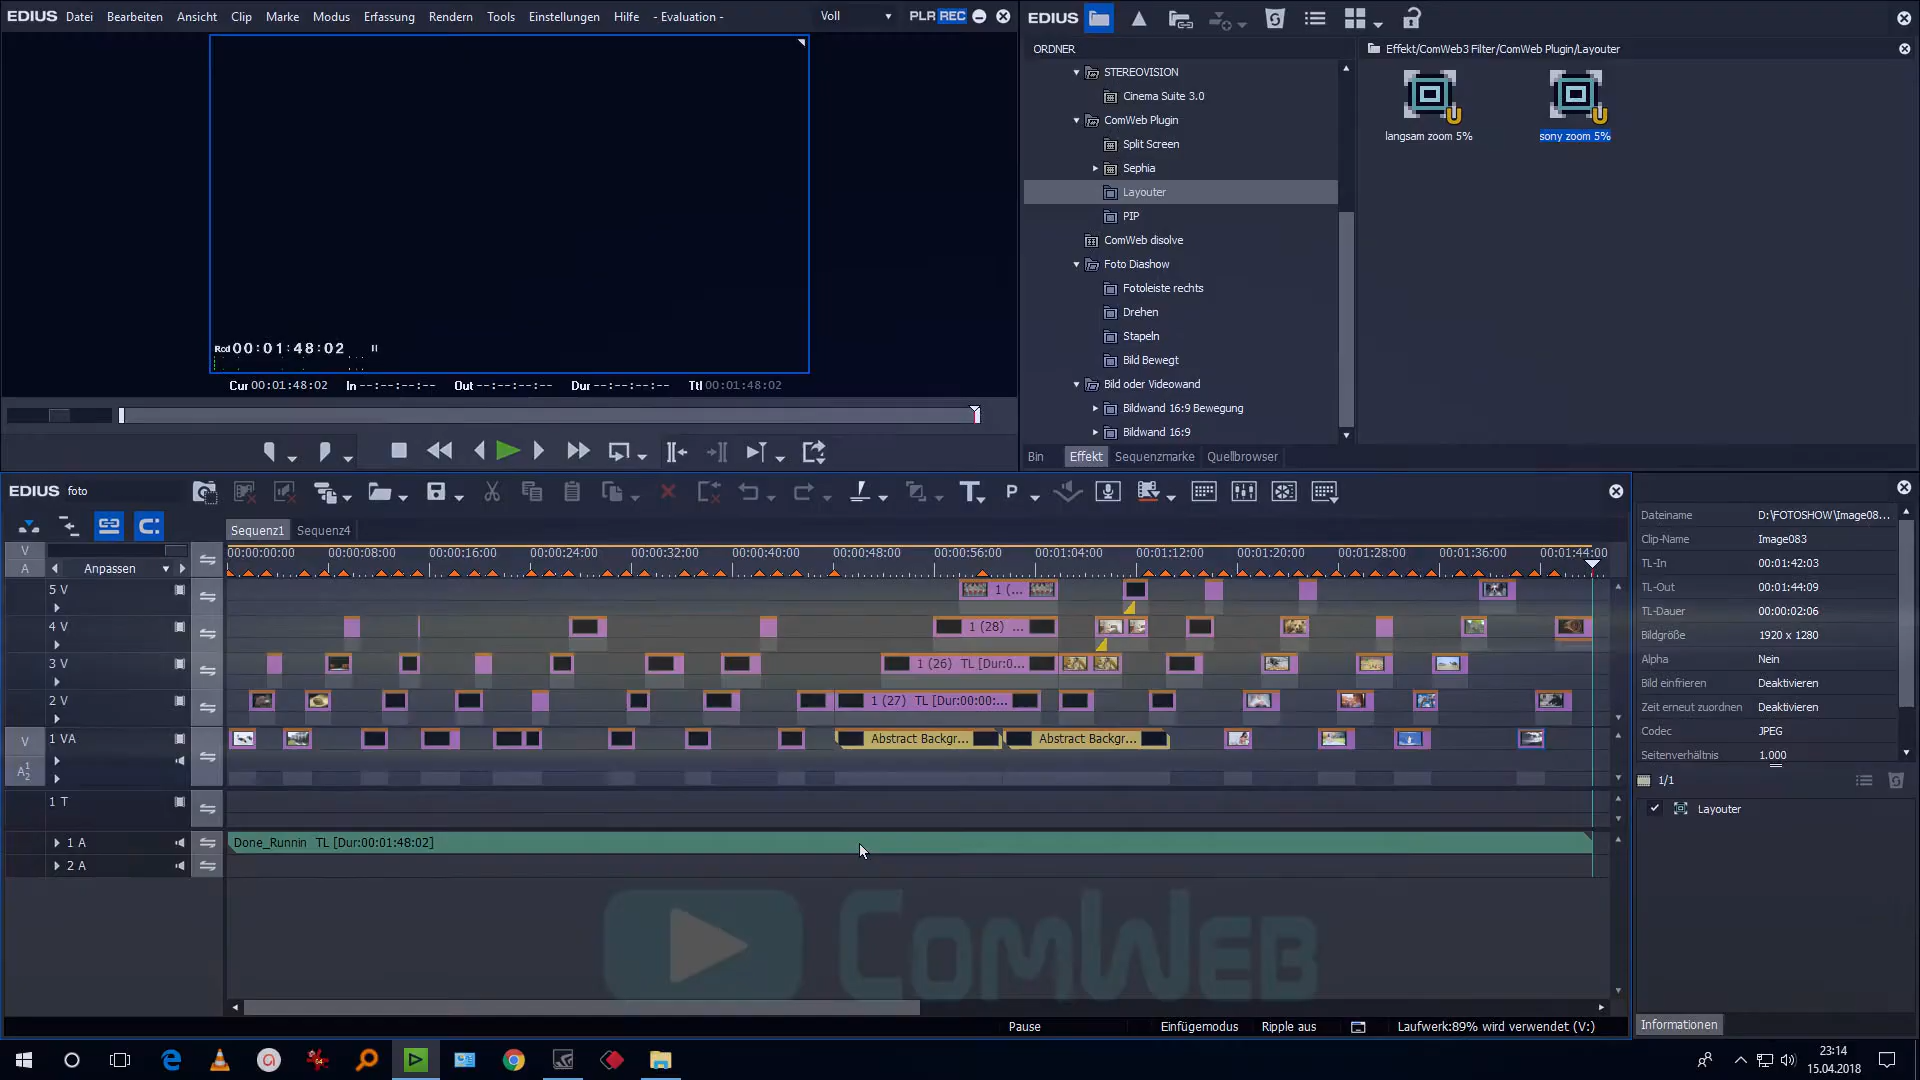 EDIUS Datei Bearbeiten Ansicht Clip Marke Modus Erfassung Rendern Tools Einstellungen Hilfe - Evaluation - Voll PLR REC
Rcd 00:01:48:02
Cur 00:01:48:02 In --:--:--:-- Out --:--:--:-- Dur --:--:--:-- Ttl 00:01:48:02
EDIUS
ORDNER
Effekt/ComWeb3 Filter/ComWeb Plugin/Layouter
STEREOVISION
Cinema Suite 3.0
ComWeb Plugin
Split Screen
Sephia
Layouter
PIP
ComWeb disolve
Foto Diashow
Fotoleiste rechts
Drehen
Stapeln
Bild Bewegt
Bild oder Videowand
Bildwand 16:9 Bewegung
Bildwand 16:9
langsam zoom 5%
sony zoom 5%
Bin Effekt Sequenzmarke Quellbrowser
EDIUS foto
Sequenz1 Sequenz4
V
A
Anpassen
00:00:00:00 00:00:08:00 00:00:16:00 00:00:24:00 00:00:32:00 00:00:40:00 00:00:48:00 00:00:56:00 00:01:04:00 00:01:12:00 00:01:20:00 00:01:28:00 00:01:36:00 00:01:44:00
5 V
1 (...
4 V
1 (28) ...
3 V
1 (26) TL [Dur:0...
2 V
1 (27) TL [Dur:00:00:...
V
1 VA
Abstract Backgr... Abstract Backgr...
A 1 2
1 T
1 A
Done_Runnin TL [Dur:00:01:48:02]
2 A
COMWEB
Pause Einfügemodus Ripple aus Laufwerk:89% wird verwendet (V:)
Dateiname D:\FOTOSHOW\Image08...
Clip-Name Image083
TL-In 00:01:42:03
TL-Out 00:01:44:09
TL-Dauer 00:00:02:06
Bildgröße 1920 x 1280
Alpha Nein
Bild einfrieren Deaktivieren
Zeit erneut zuordnen Deaktivieren
Codec JPEG
Seitenverhältnis 1.000
1/1
Layouter
Informationen
23:14
15.04.2018